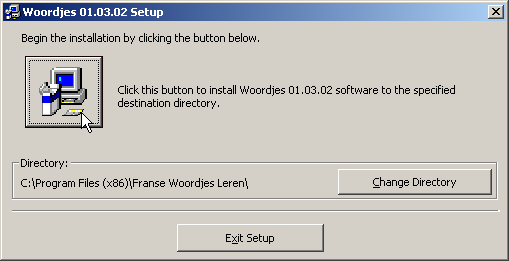 Woordjes 01.03.02 Setup
Begin the installation by clicking the button below.
Click this button to install Woordjes 01.03.02 software to the specified
destination directory.
Directory:
C:\Program Files (x86)\Franse Woordjes Leren\
Change Directory
Exit Setup